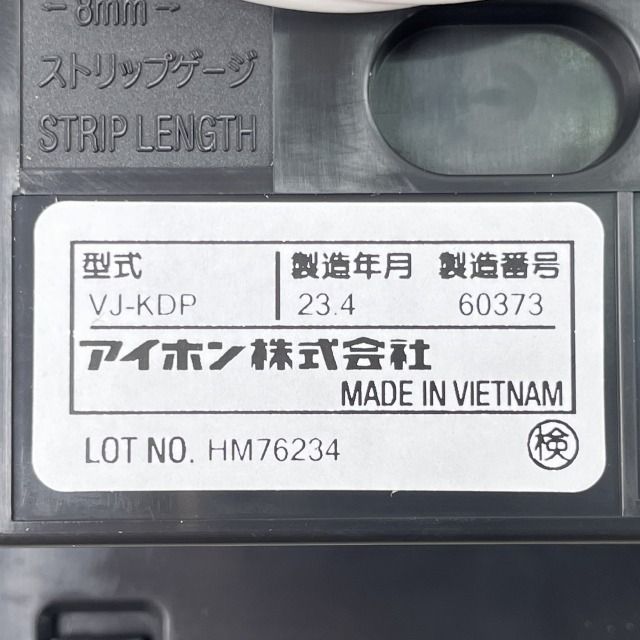 8mm
ストリップゲージ
STRIP LENGTH
型式 製造年月 製造番号
VJ-KDP 23.4 60373
アイホン株式会社
MADE IN VIETNAM
LOT NO. HM76234 検